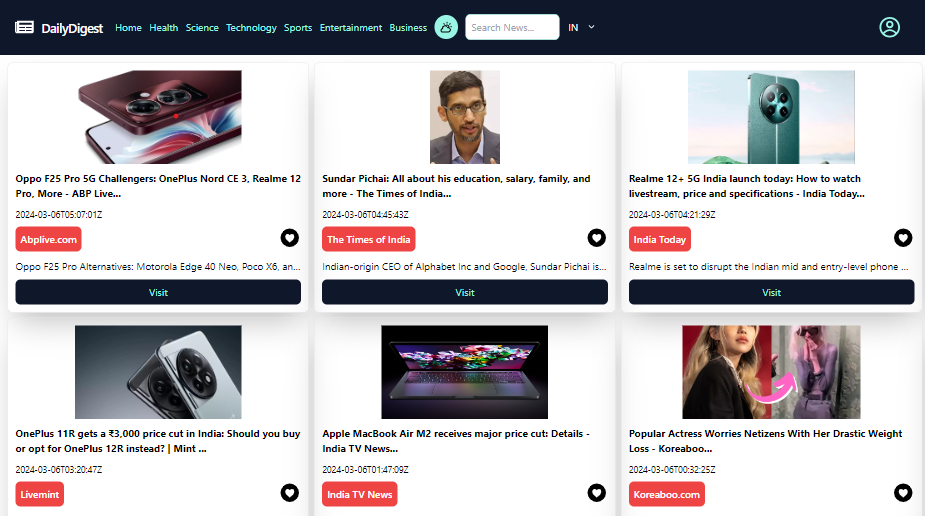 DailyDigest Home Health Science Technology Sports Entertainment Business Search News... IN
Oppo F25 Pro 5G Challengers: OnePlus Nord CE 3, Realme 12
Pro, More - ABP Live...
2024-03-06T05:07:01Z
Abplive.com
Oppo F25 Pro Alternatives: Motorola Edge 40 Neo, Poco X6, an...
Visit
Sundar Pichai: All about his education, salary, family, and
more - The Times of India...
2024-03-06T04:45:43Z
The Times of India
Indian-origin CEO of Alphabet Inc and Google, Sundar Pichai is...
Visit
Realme 12+ 5G India launch today: How to watch
livestream, price and specifications - India Today...
2024-03-06T04:21:29Z
India Today
Realme is set to disrupt the Indian mid and entry-level phone ...
Visit
OnePlus 11R gets a ₹3,000 price cut in India: Should you buy
or opt for OnePlus 12R instead? | Mint ...
2024-03-06T03:20:47Z
Livemint
Apple MacBook Air M2 receives major price cut: Details -
India TV News...
2024-03-06T01:47:09Z
India TV News
Popular Actress Worries Netizens With Her Drastic Weight
Loss - Koreaboo...
2024-03-06T00:32:25Z
Koreaboo.com